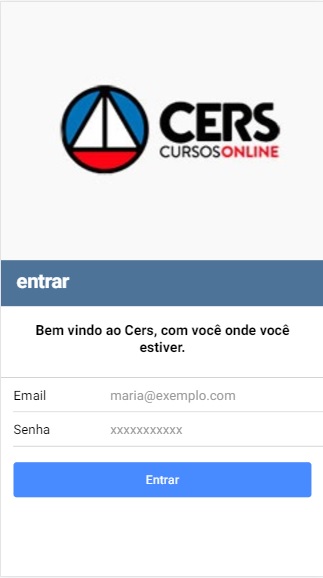 CERS
CURSOSONLINE
entrar
Bem vindo ao Cers, com você onde você
estiver.
Email maria@exemplo.com
Senha xxxxxxxxxxx
Entrar